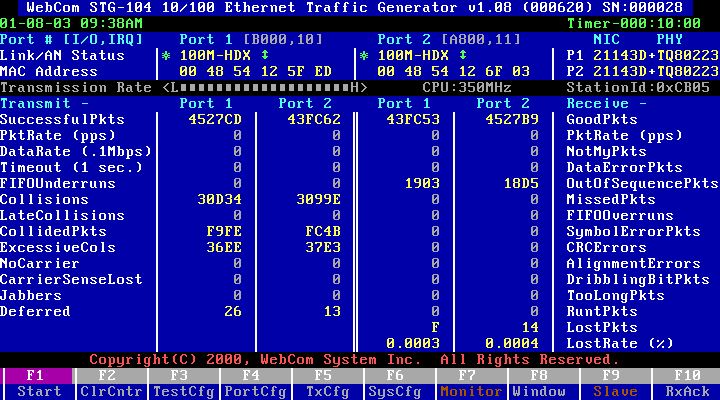 WebCom STG-104 10/100 Ethernet Traffic Generator v1.08 (000620) SN:000028
01-08-03 09:38AM Timer-000:10:00
Port # [I/O,IRQ] Port 1 [B000,10] Port 2 [A800,11] NIC PHY
Link/AN Status * 100M-HDX ↕ * 100M-HDX ↕ P1 21143D+TQ80223
MAC Address 00 48 54 12 5F ED 00 48 54 12 6F 03 P2 21143D+TQ80223
Transmission Rate <L■■■■■■■■■■■■■■■■■■■■H> CPU:350MHz StationId:0xCB05
Transmit - Port 1 Port 2 Port 1 Port 2 Receive -
SuccessfulPkts 4527CD 43FC62 43FC53 4527B9 GoodPkts
PktRate (pps) 0 0 0 0 PktRate (pps)
DataRate (.1Mbps) 0 0 0 0 NotMyPkts
Timeout (1 sec.) 0 0 0 0 DataErrorPkts
FIFOUnderruns 0 0 1903 18D5 OutOfSequencePkts
Collisions 30D34 3099E 0 0 MissedPkts
LateCollisions 0 0 0 0 FIFOOverruns
CollidedPkts F9FE FC4B 0 0 SymbolErrorPkts
ExcessiveCols 36EE 37E3 0 0 CRCErrors
NoCarrier 0 0 0 0 AlignmentErrors
CarrierSenseLost 0 0 0 0 DribblingBitPkts
Jabbers 0 0 0 0 TooLongPkts
Deferred 26 13 0 0 RuntPkts
F 14 LostPkts
0.0003 0.0004 LostRate (%)
Copyright(C) 2000, WebCom System Inc. All Rights Reserved.
F1 F2 F3 F4 F5 F6 F7 F8 F9 F10
Start ClrCntr TestCfg PortCfg TxCfg SysCfg Monitor Window Slave RxAck